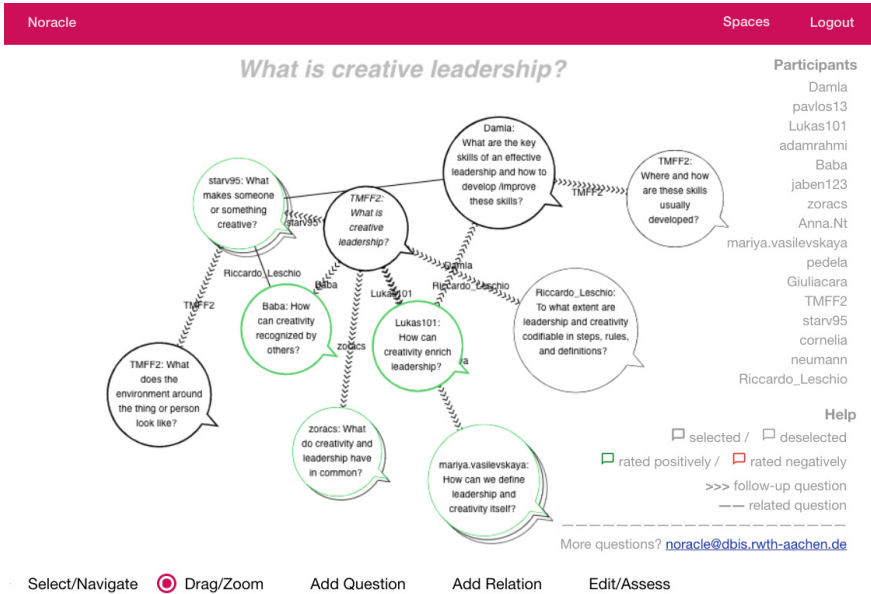 Noracle
Spaces
Logout
What is creative leadership?
Participants
Damla
pavlos13
Lukas101
adamrahmi
Baba
jaben123
zoracs
Anna.Nt
mariya.vasilevskaya
pedela
Giuliacara
TMFF2
starv95
cornelia
neumann
Riccardo_Leschio
Damla:
What are the key
skills of an effective
leadership and how to
develop /improve
these skills?
TMFF2:
Where and how
are these skills
usually
developed?
TMFF2
starv95: What
makes someone
or something
creative?
starv95
TMFF2:
What is
creative
leadership?
Damla
Riccardo_Leschio
Baba
Lukas101
Riccardo_Leschio
TMFF2
Baba: How
can creativity
recognized by
others?
Lukas101:
How can
creativity enrich
leadership?
Riccardo_Leschio:
To what extent are
leadership and creativity
codifiable in steps, rules,
and definitions?
zoracs
TMFF2: What
does the
environment around
the thing or person
look like?
zoracs: What
do creativity and
leadership have
in common?
mariya.vasilevskaya:
How can we define
leadership and
creativity itself?
Help
selected / deselected
rated positively / rated negatively
>>> follow-up question
—— related question
More questions? noracle@dbis.rwth-aachen.de
Select/Navigate
Drag/Zoom
Add Question
Add Relation
Edit/Assess